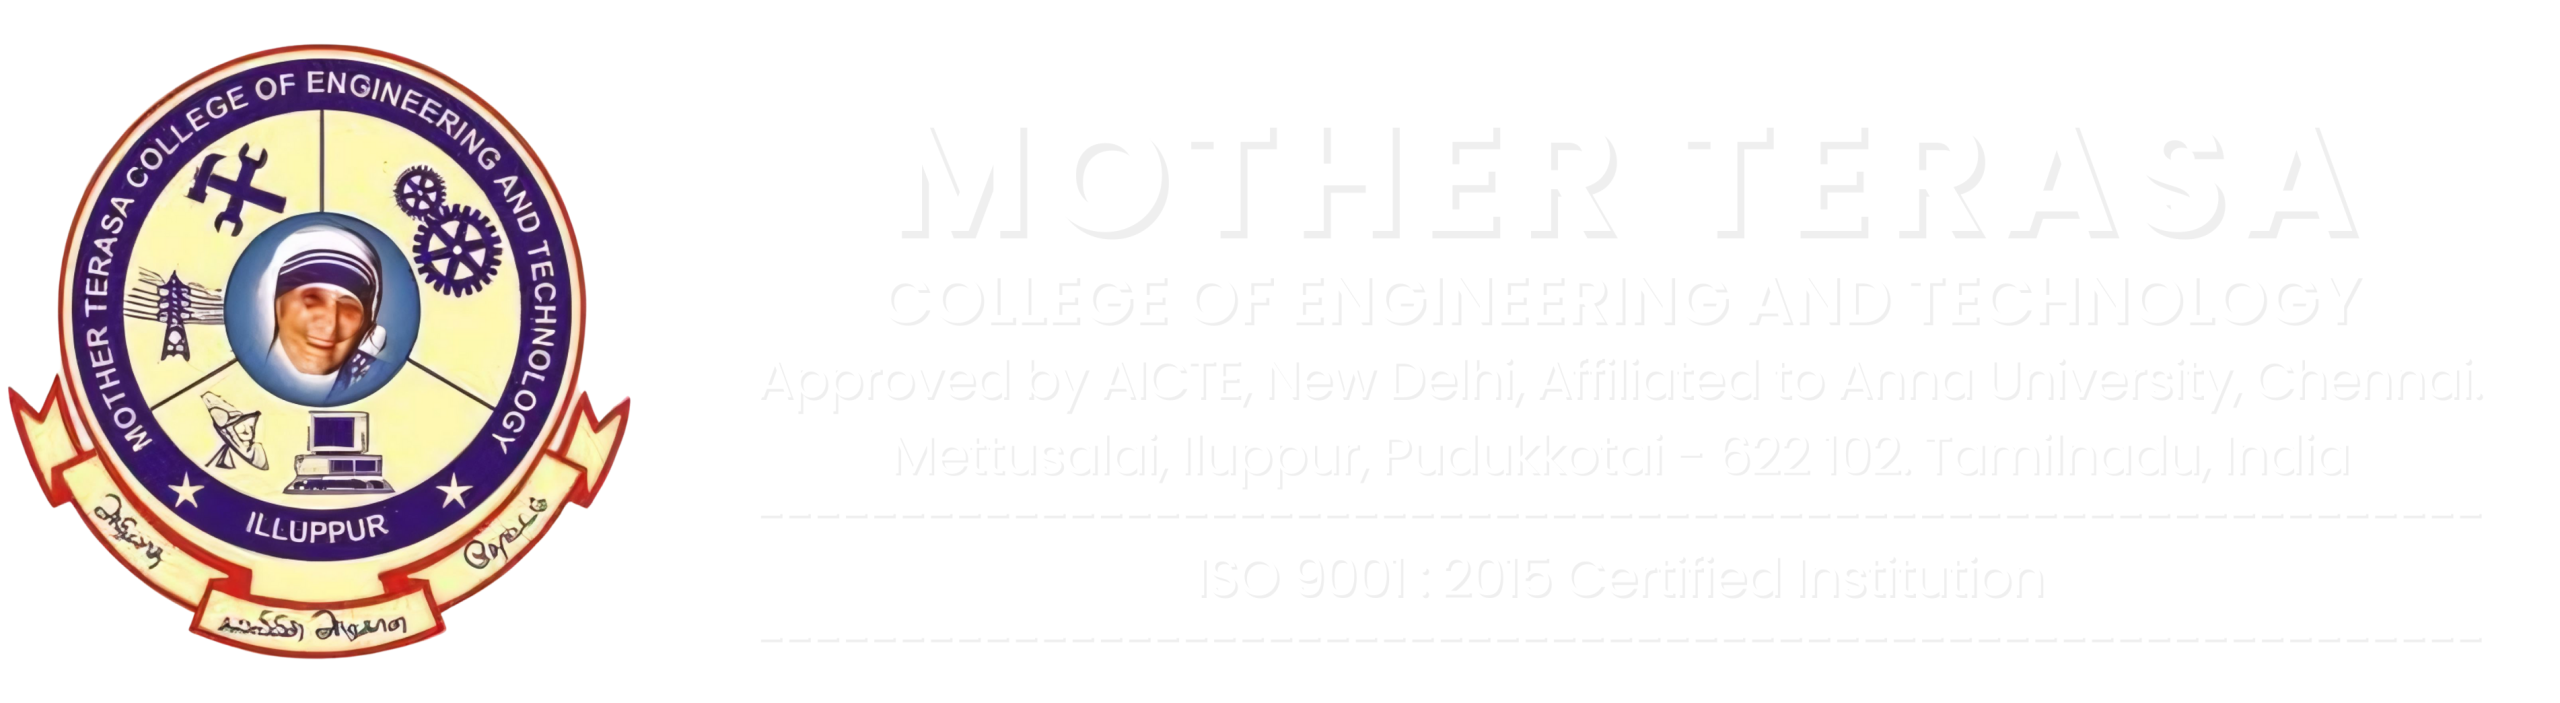 MOTHER TERASA COLLEGE OF ENGINEERING AND TECHNOLOGY
ILLUPPUR
MOTHER TERASA
COLLEGE OF ENGINEERING AND TECHNOLOGY
Approved by AICTE, New Delhi, Affiliated to Anna University, Chennai.
Mettusalai, Iluppur, Pudukkotai - 622 102. Tamilnadu, India
ISO 9001 : 2015 Certified Institution